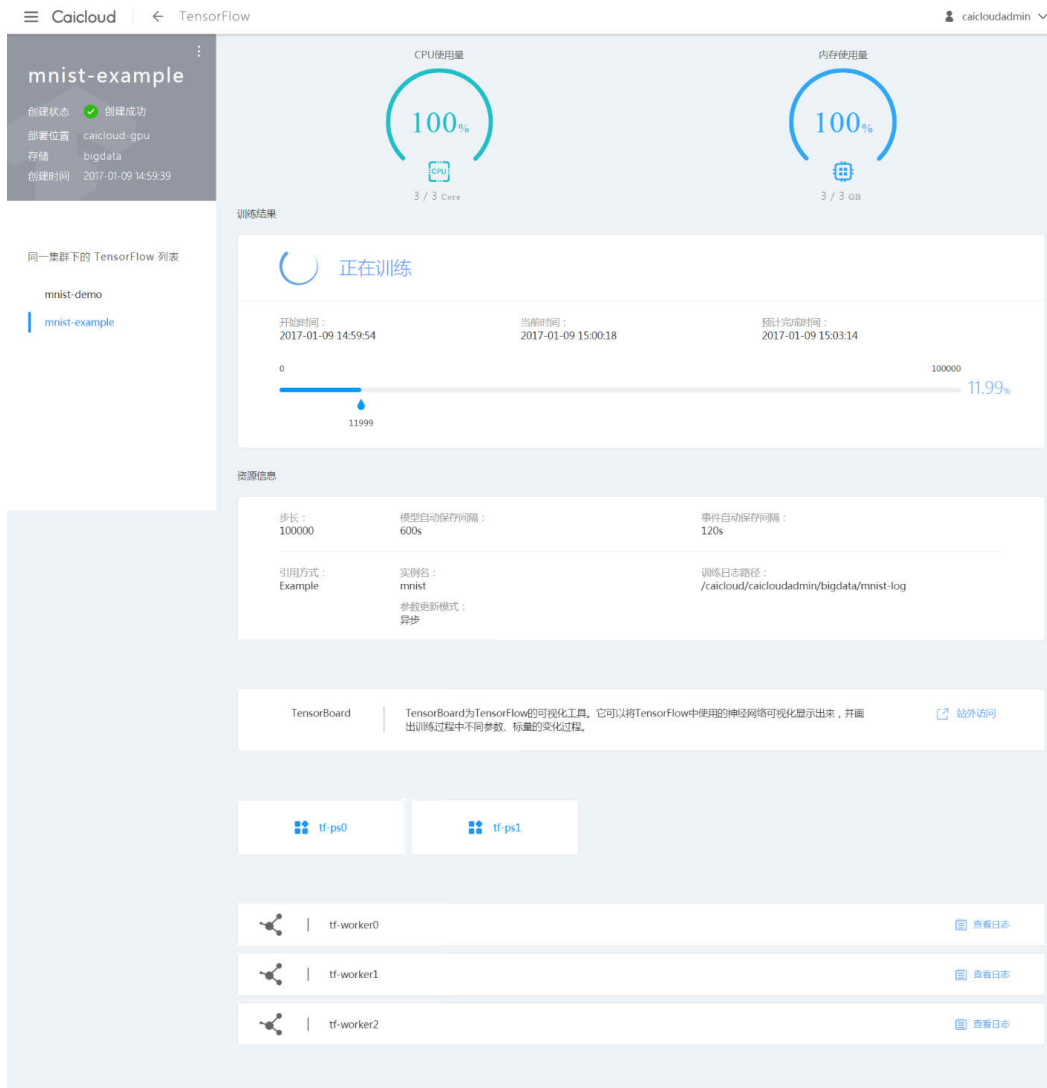 Caicloud
TensorFlow
caicloudadmin
mnist-example
创建状态 创建成功
部署位置 caicloud-gpu
存储 bigdata
创建时间 2017-01-09 14:59:39
同一集群下的 TensorFlow 列表
mnist-demo
mnist-example
CPU使用量
100%
CPU
3 / 3 Core
内存使用量
100%
3 / 3 GB
训练结果
正在训练
开始时间：
2017-01-09 14:59:54
当前时间：
2017-01-09 15:00:18
预计完成时间：
2017-01-09 15:03:14
0
100000
11.99%
11999
资源信息
步长：
100000
模型自动保存间隔：
600s
事件自动保存间隔：
120s
引用方式：
Example
实例名：
mnist
训练日志路径：
/caicloud/caicloudadmin/bigdata/mnist-log
参数更新模式：
异步
TensorBoard
TensorBoard为TensorFlow的可视化工具。它可以将TensorFlow中使用的神经网络可视化显示出来，并画
出训练过程中不同参数、标量的变化过程。
站外访问
tf-ps0
tf-ps1
tf-worker0
查看日志
tf-worker1
查看日志
tf-worker2
查看日志